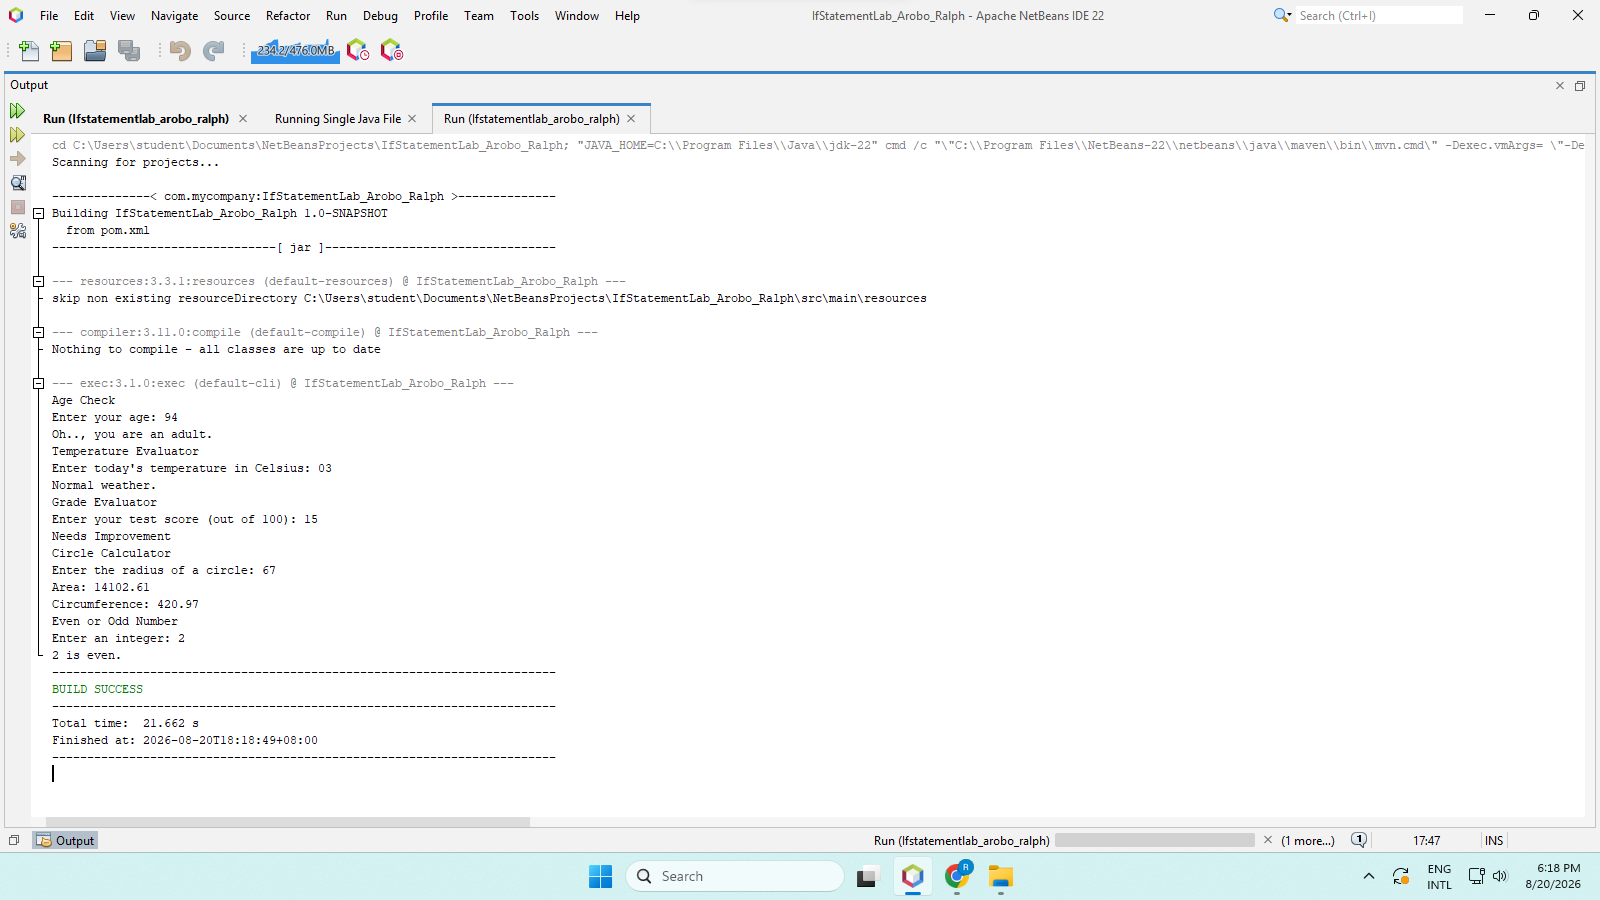 File Edit View Navigate Source Refactor Run Debug Profile Team Tools Window Help
IfStatementLab_Arobo_Ralph - Apache NetBeans IDE 22
Search (Ctrl+I)
234.2/476.0MB
Output
Run (Ifstatementlab_arobo_ralph)
Running Single Java File
Run (Ifstatementlab_arobo_ralph)
cd C:\Users\student\Documents\NetBeansProjects\IfStatementLab_Arobo_Ralph; "JAVA_HOME=C:\\Program Files\\Java\\jdk-22" cmd /c "\"C:\\Program Files\\NetBeans-22\\netbeans\\java\\maven\\bin\\mvn.cmd\" -Dexec.vmArgs= \"-De
Scanning for projects...
--------------< com.mycompany:IfStatementLab_Arobo_Ralph >--------------
Building IfStatementLab_Arobo_Ralph 1.0-SNAPSHOT
from pom.xml
--------------------------------[ jar ]---------------------------------
--- resources:3.3.1:resources (default-resources) @ IfStatementLab_Arobo_Ralph ---
skip non existing resourceDirectory C:\Users\student\Documents\NetBeansProjects\IfStatementLab_Arobo_Ralph\src\main\resources
--- compiler:3.11.0:compile (default-compile) @ IfStatementLab_Arobo_Ralph ---
Nothing to compile - all classes are up to date
--- exec:3.1.0:exec (default-cli) @ IfStatementLab_Arobo_Ralph ---
Age Check
Enter your age: 94
Oh.., you are an adult.
Temperature Evaluator
Enter today's temperature in Celsius: 03
Normal weather.
Grade Evaluator
Enter your test score (out of 100): 15
Needs Improvement
Circle Calculator
Enter the radius of a circle: 67
Area: 14102.61
Circumference: 420.97
Even or Odd Number
Enter an integer: 2
2 is even.
------------------------------------------------------------------------
BUILD SUCCESS
------------------------------------------------------------------------
Total time:  21.662 s
Finished at: 2026-08-20T18:18:49+08:00
------------------------------------------------------------------------
Output
Run (Ifstatementlab_arobo_ralph)
(1 more...)
1
17:47
INS
Search
R
ENG
INTL
6:18 PM
8/20/2026